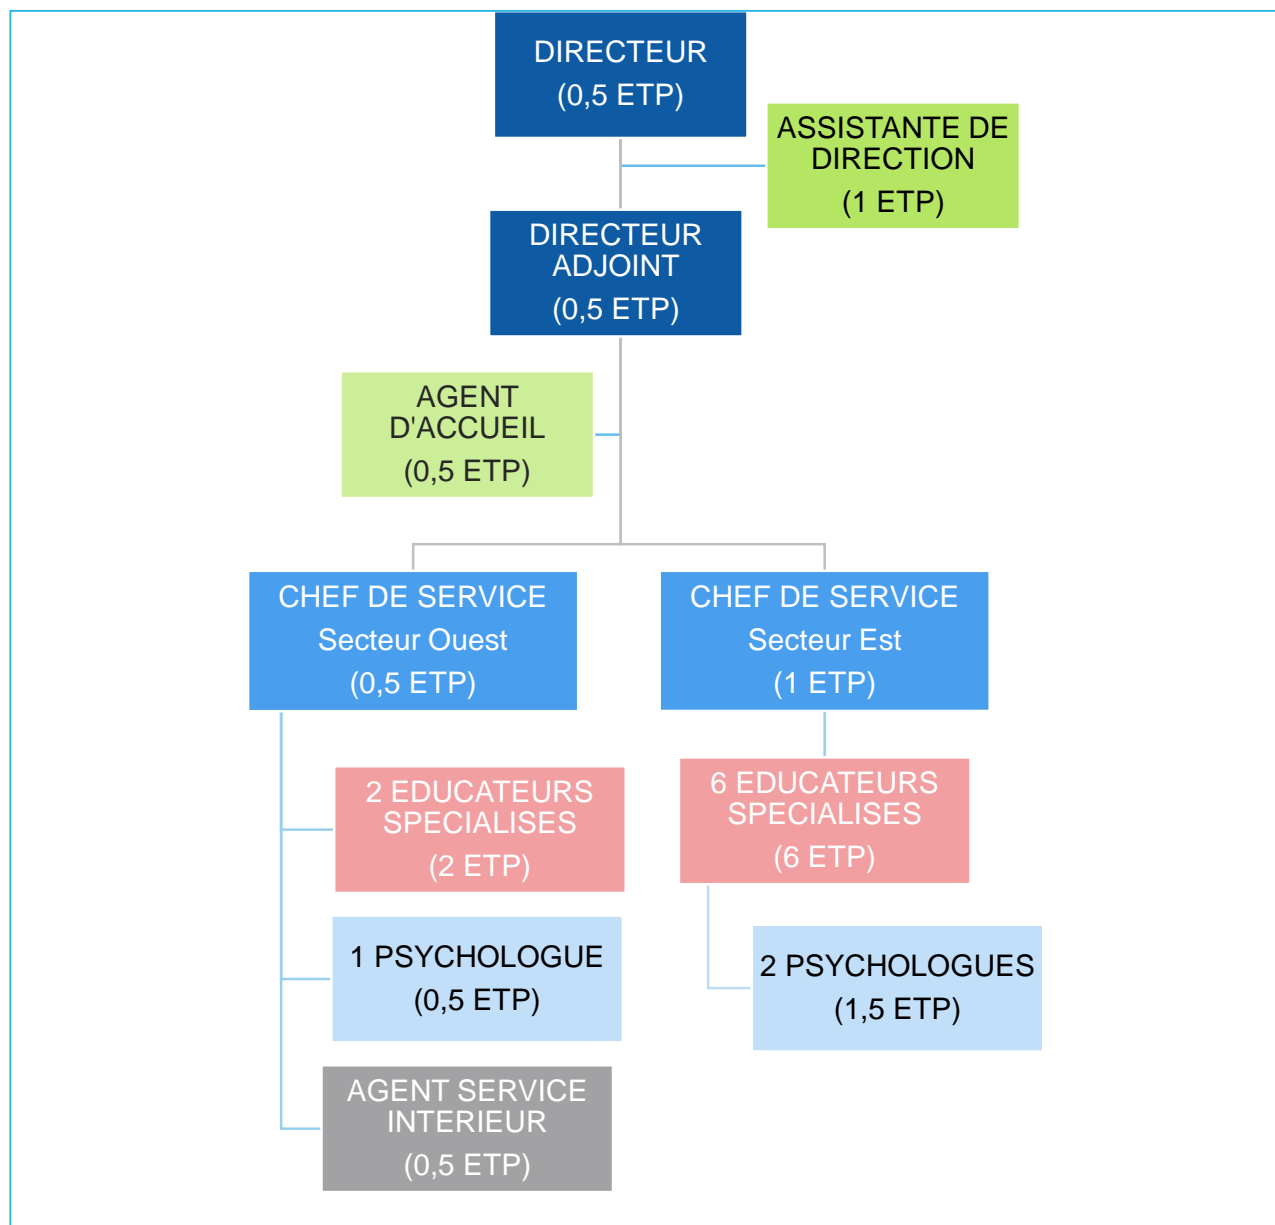 DIRECTEUR
(0,5 ETP)
ASSISTANTE DE
DIRECTION
(1 ETP)
DIRECTEUR
ADJOINT
(0,5 ETP)
AGENT
D'ACCUEIL
(0,5 ETP)
CHEF DE SERVICE
Secteur Ouest
(0,5 ETP)
CHEF DE SERVICE
Secteur Est
(1 ETP)
2 EDUCATEURS
SPECIALISES
(2 ETP)
6 EDUCATEURS
SPECIALISES
(6 ETP)
1 PSYCHOLOGUE
(0,5 ETP)
2 PSYCHOLOGUES
(1,5 ETP)
AGENT SERVICE
INTERIEUR
(0,5 ETP)